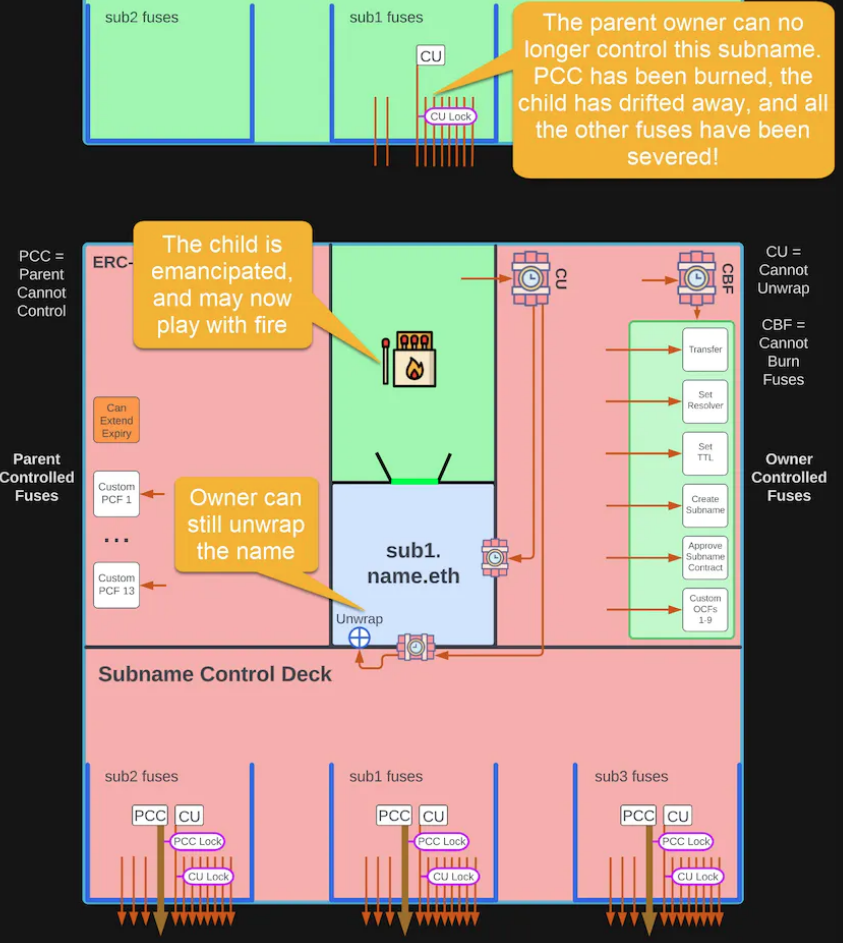 sub2 fuses
sub1 fuses
CU
CU Lock
The parent owner can no
longer control this subname.
PCC has been burned, the
child has drifted away, and all
the other fuses have been
severed!
PCC =
Parent
Cannot
Control
ERC-
The child is
emancipated,
and may now
play with fire
CU
CBF
CU =
Cannot
Unwrap
CBF =
Cannot
Burn
Fuses
Transfer
Set
Resolver
Set
TTL
Create
Subname
Approve
Subname
Contract
Custom
OCFs
1-9
Can
Extend
Expiry
Parent
Controlled
Fuses
Custom
PCF 1
...
Custom
PCF 13
Owner
Controlled
Fuses
Owner can
still unwrap
the name
sub1.
name.eth
Unwrap
Subname Control Deck
sub2 fuses
PCC
CU
PCC Lock
CU Lock
sub1 fuses
PCC
CU
PCC Lock
CU Lock
sub3 fuses
PCC
CU
PCC Lock
CU Lock